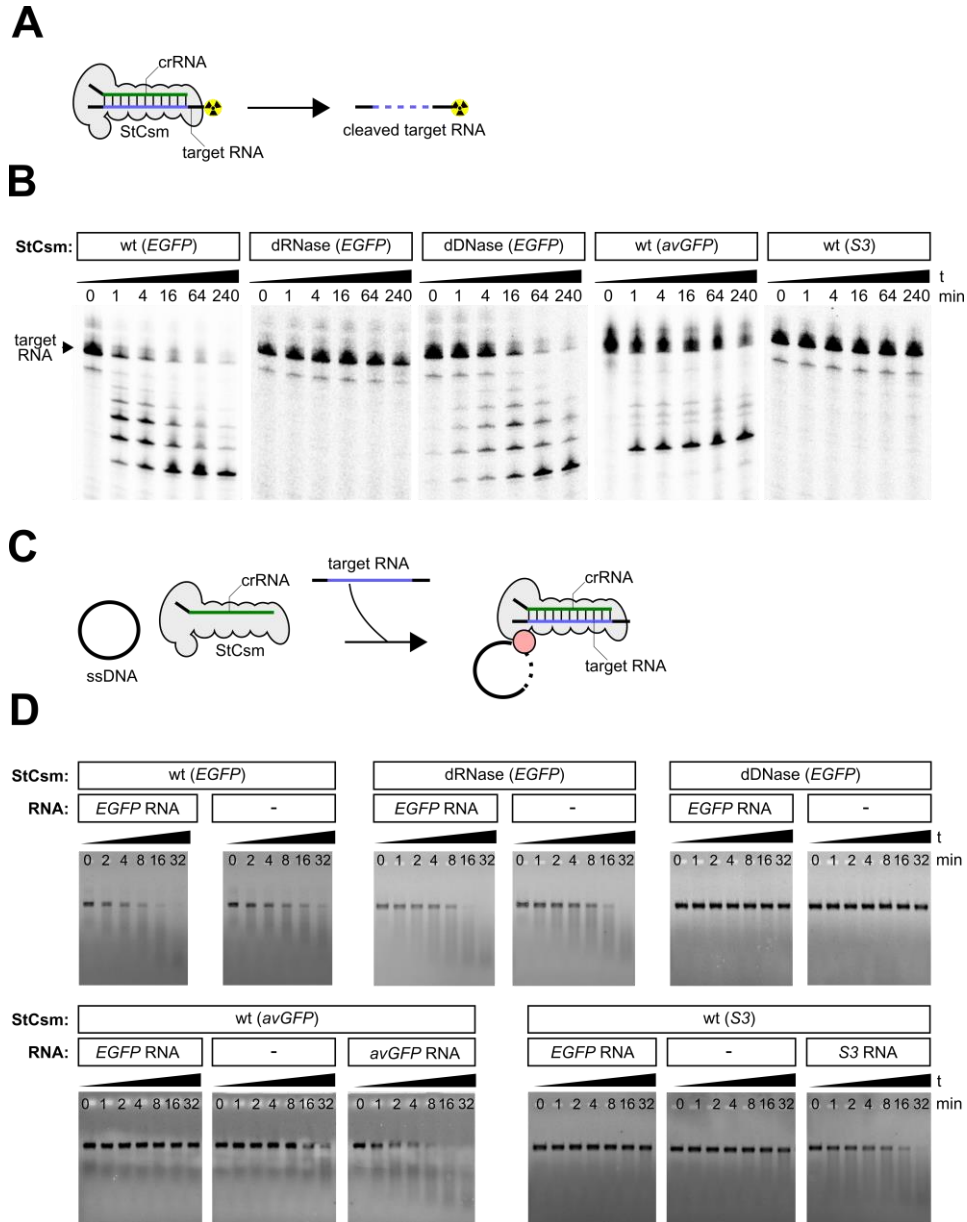 A
crRNA
StCsm
target RNA
cleaved target RNA
B
StCsm: wt (EGFP) dRNase (EGFP) dDNase (EGFP) wt (avGFP) wt (S3)
t
0 1 4 16 64 240 0 1 4 16 64 240 0 1 4 16 64 240 0 1 4 16 64 240 0 1 4 16 64 240 min
target
RNA
C
target RNA
crRNA
crRNA
StCsm
ssDNA
target RNA
D
StCsm: wt (EGFP) dRNase (EGFP) dDNase (EGFP)
RNA: EGFP RNA - EGFP RNA - EGFP RNA -
t
0 2 4 8 16 32 0 2 4 8 16 32 0 1 2 4 8 16 32 0 1 2 4 8 16 32 0 1 2 4 8 16 32 0 1 2 4 8 16 32 min
StCsm: wt (avGFP) wt (S3)
RNA: EGFP RNA - avGFP RNA EGFP RNA - S3 RNA
t
0 1 2 4 8 16 32 0 1 2 4 8 16 32 0 1 2 4 8 16 32 0 1 2 4 8 16 32 0 1 2 4 8 16 32 0 1 2 4 8 16 32 min